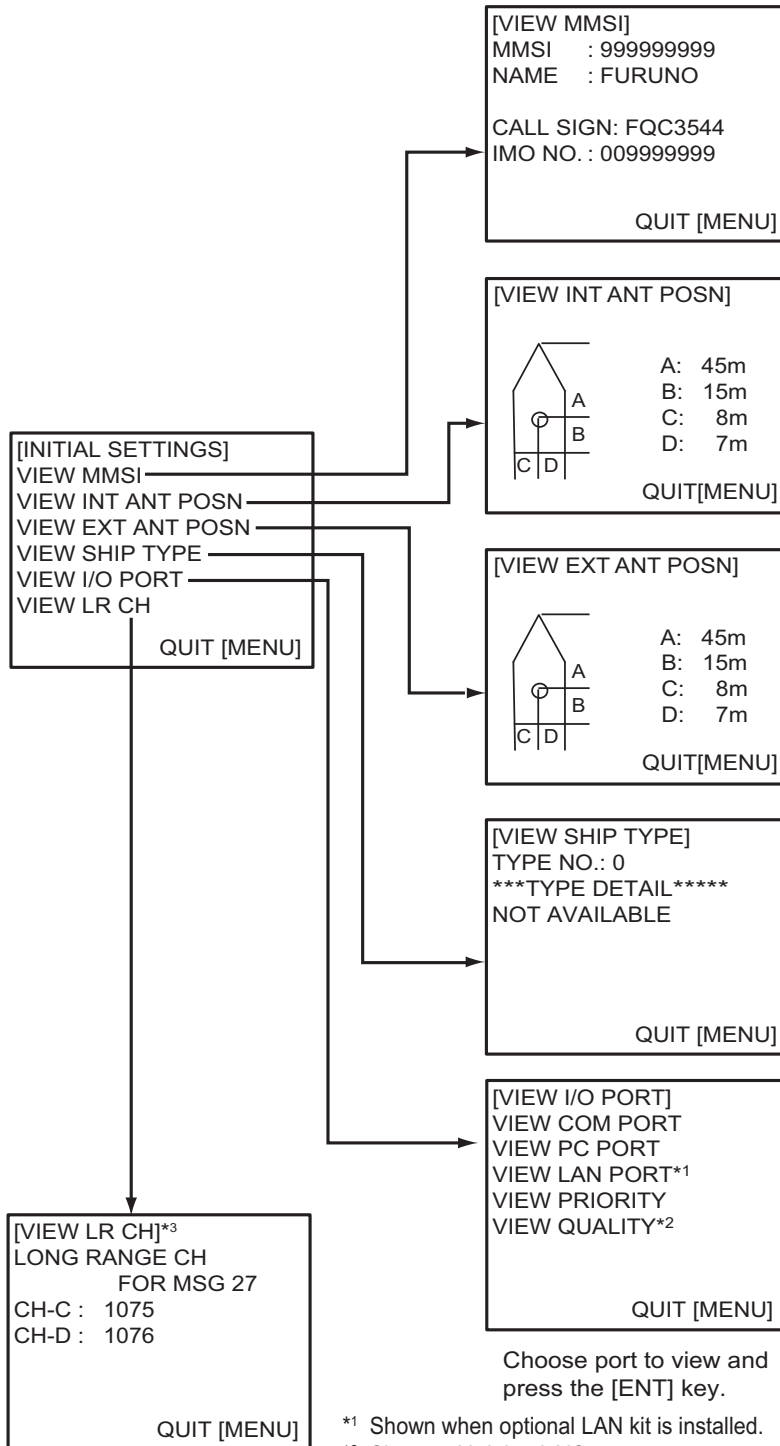 [VIEW MMSI]
MMSI : 999999999
NAME : FURUNO
CALL SIGN: FQC3544
IMO NO. : 009999999
QUIT [MENU]
[VIEW INT ANT POSN]
A
B
C D
A: 45m
B: 15m
C: 8m
D: 7m
QUIT[MENU]
[INITIAL SETTINGS]
VIEW MMSI
VIEW INT ANT POSN
VIEW EXT ANT POSN
VIEW SHIP TYPE
VIEW I/O PORT
VIEW LR CH
QUIT [MENU]
[VIEW EXT ANT POSN]
A
B
C D
A: 45m
B: 15m
C: 8m
D: 7m
QUIT[MENU]
[VIEW SHIP TYPE]
TYPE NO.: 0
***TYPE DETAIL*****
NOT AVAILABLE
QUIT [MENU]
[VIEW I/O PORT]
VIEW COM PORT
VIEW PC PORT
VIEW LAN PORT*1
VIEW PRIORITY
VIEW QUALITY*2
QUIT [MENU]
Choose port to view and
press the [ENT] key.
[VIEW LR CH]*3
LONG RANGE CH
FOR MSG 27
CH-C : 1075
CH-D : 1076
QUIT [MENU]
*1 Shown when optional LAN kit is installed.